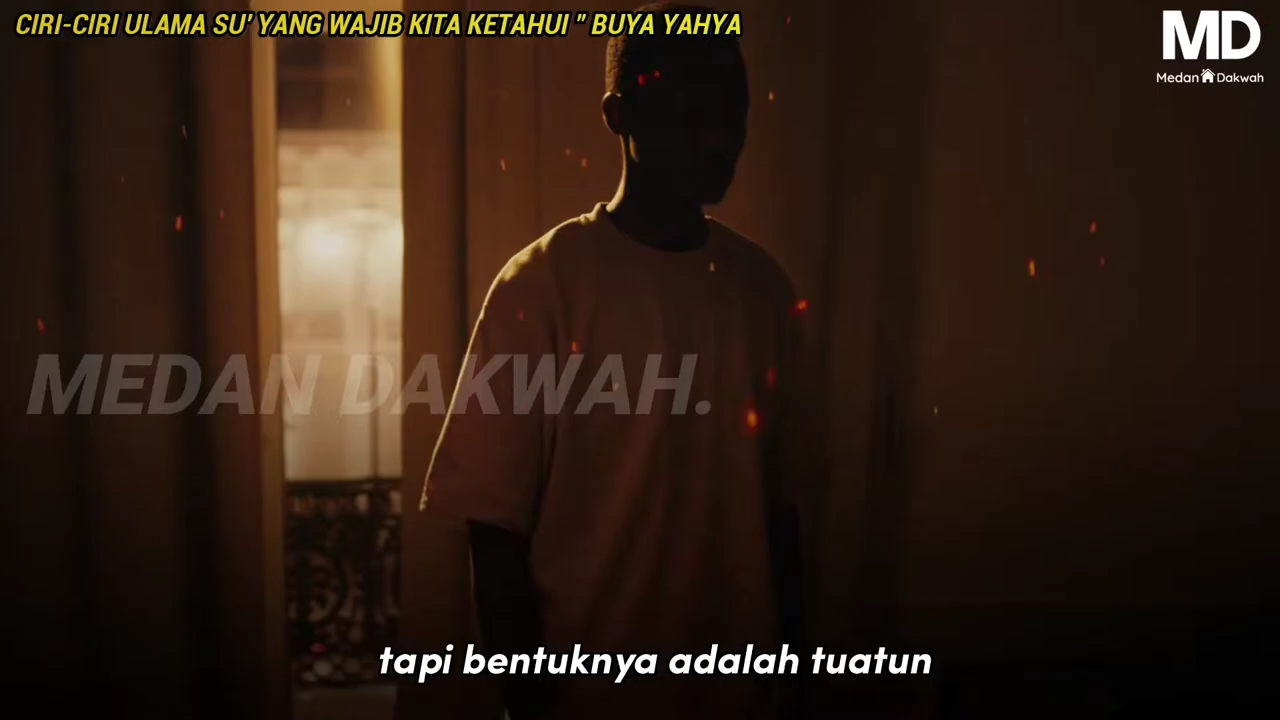 CIRI-CIRI ULAMA SU' YANG WAJIB KITA KETAHUI " BUYA YAHYA
MD
Medan Dakwah
MEDAN DAKWAH.
tapi bentuknya adalah tuatun